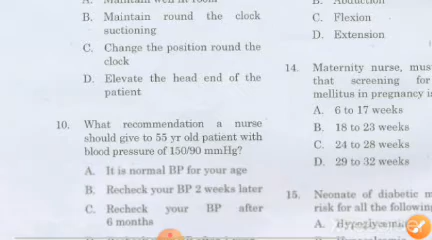 B. Maintain round the clock
suctioning
C. Change the position round the
clock
D. Elevate the head end of the
patient
10. What recommendation a nurse
should give to 55 yr old patient with
blood pressure of 150/90 mmHg?
A. It is normal BP for your age
B. Recheck your BP 2 weeks later
C. Recheck your BP after
6 months
C. Flexion
D. Extension
14. Maternity nurse,
that screening for
mellitus in pregnancy
A. 6 to 17 weeks
B. 18 to 23 weeks
C. 24 to 28 weeks
D. 29 to 32 weeks
15. Neonate of diabetic
risk for all the
A.